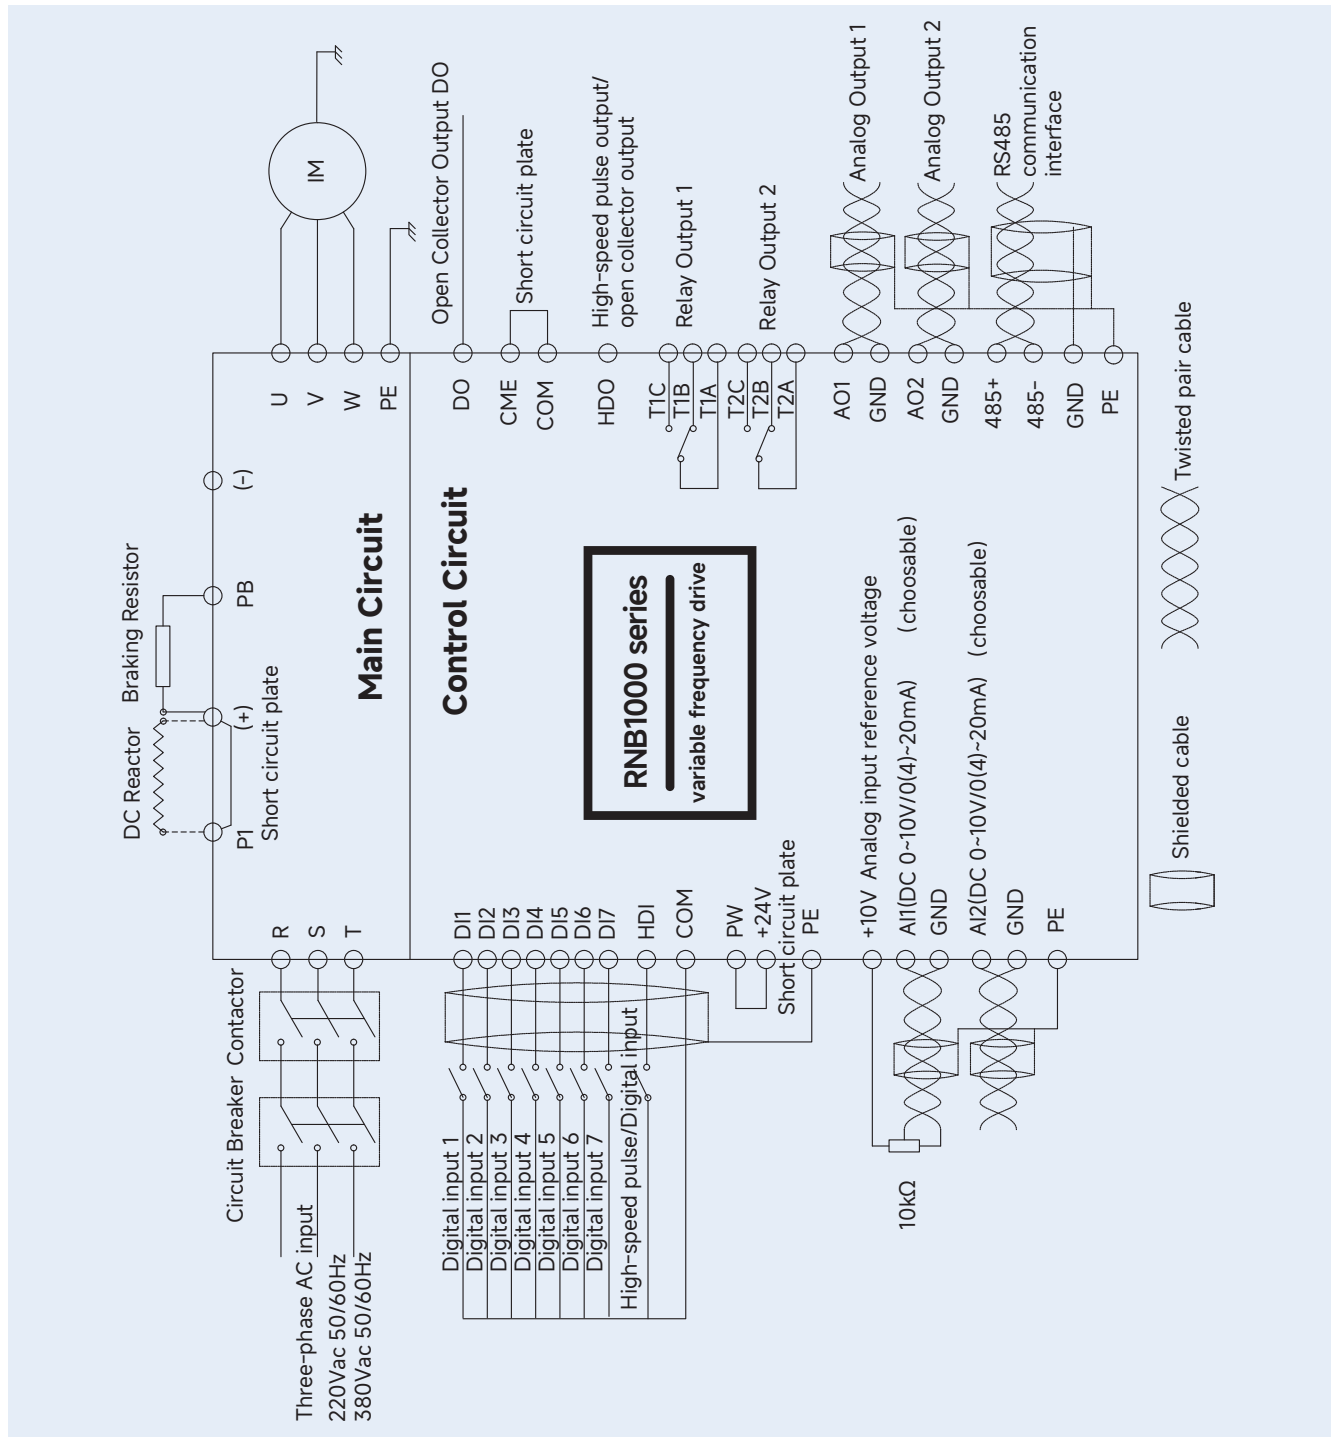 DC Reactor
Braking Resistor
P1
(+)
PB
(-)
Short circuit plate
Circuit Breaker
Contactor
Three-phase AC input
220Vac 50/60Hz
380Vac 50/60Hz
R
S
T
Main Circuit
U
V
W
PE
IM
Control Circuit
Digital input 1
Digital input 2
Digital input 3
Digital input 4
Digital input 5
Digital input 6
Digital input 7
High-speed pulse/Digital input
DI1
DI2
DI3
DI4
DI5
DI6
DI7
HDI
COM
PW
+24V
Short circuit plate
PE
RNB1000 series
variable frequency drive
DO
Open Collector Output DO
CME
COM
Short circuit plate
HDO
High-speed pulse output/
open collector output
T1C
T1B
T1A
Relay Output 1
T2C
T2B
T2A
Relay Output 2
10kΩ
+10V Analog input reference voltage
AI1(DC 0~10V/0(4)~20mA) (choosable)
GND
AI2(DC 0~10V/0(4)~20mA) (choosable)
GND
PE
AO1
GND
Analog Output 1
AO2
GND
Analog Output 2
485+
485-
GND
PE
RS485
communication
interface
Shielded cable
Twisted pair cable